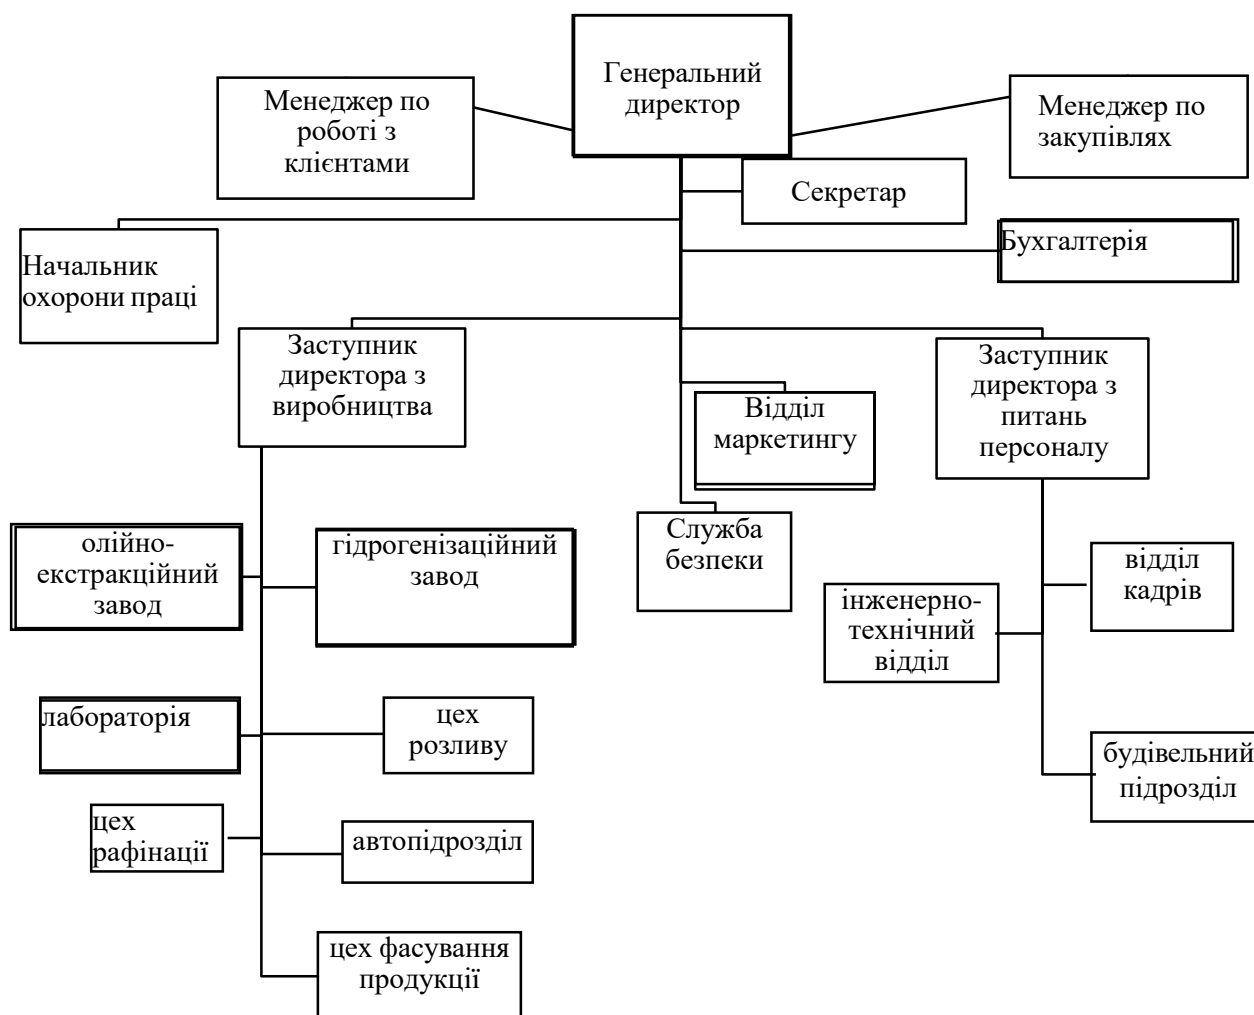 Генеральний
директор
Менеджер по
роботі з
клієнтами
Менеджер по
закупівлях
Секретар
Бухгалтерія
Начальник
охорони праці
Заступник
директора з
виробництва
Відділ
маркетингу
Заступник
директора з
питань
персоналу
Служба
безпеки
олійно-
екстракційний
завод
гідрогенізаційний
завод
інженерно-
технічний
відділ
відділ
кадрів
лабораторія
цех
розливу
будівельний
підрозділ
цех
рафінації
автопідрозділ
цех фасування
продукції